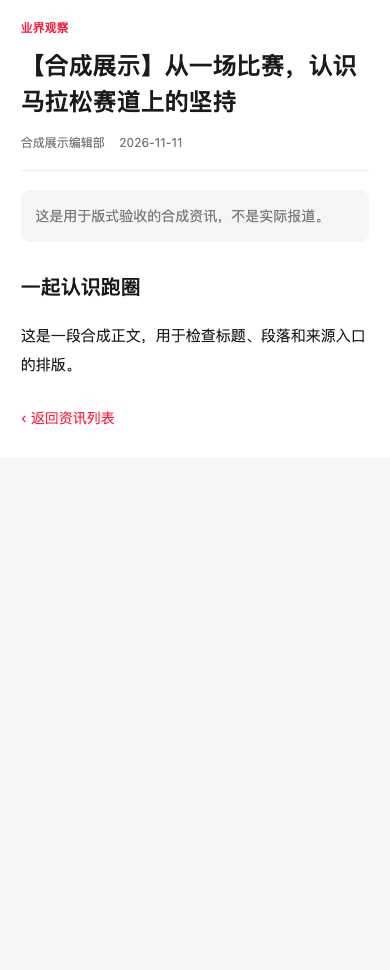 业界观察
【合成展示】从一场比赛，认识
马拉松赛道上的坚持
合成展示编辑部 2026-11-11
这是用于版式验收的合成资讯，不是实际报道。
一起认识跑圈
这是一段合成正文，用于检查标题、段落和来源入口
的排版。
‹ 返回资讯列表